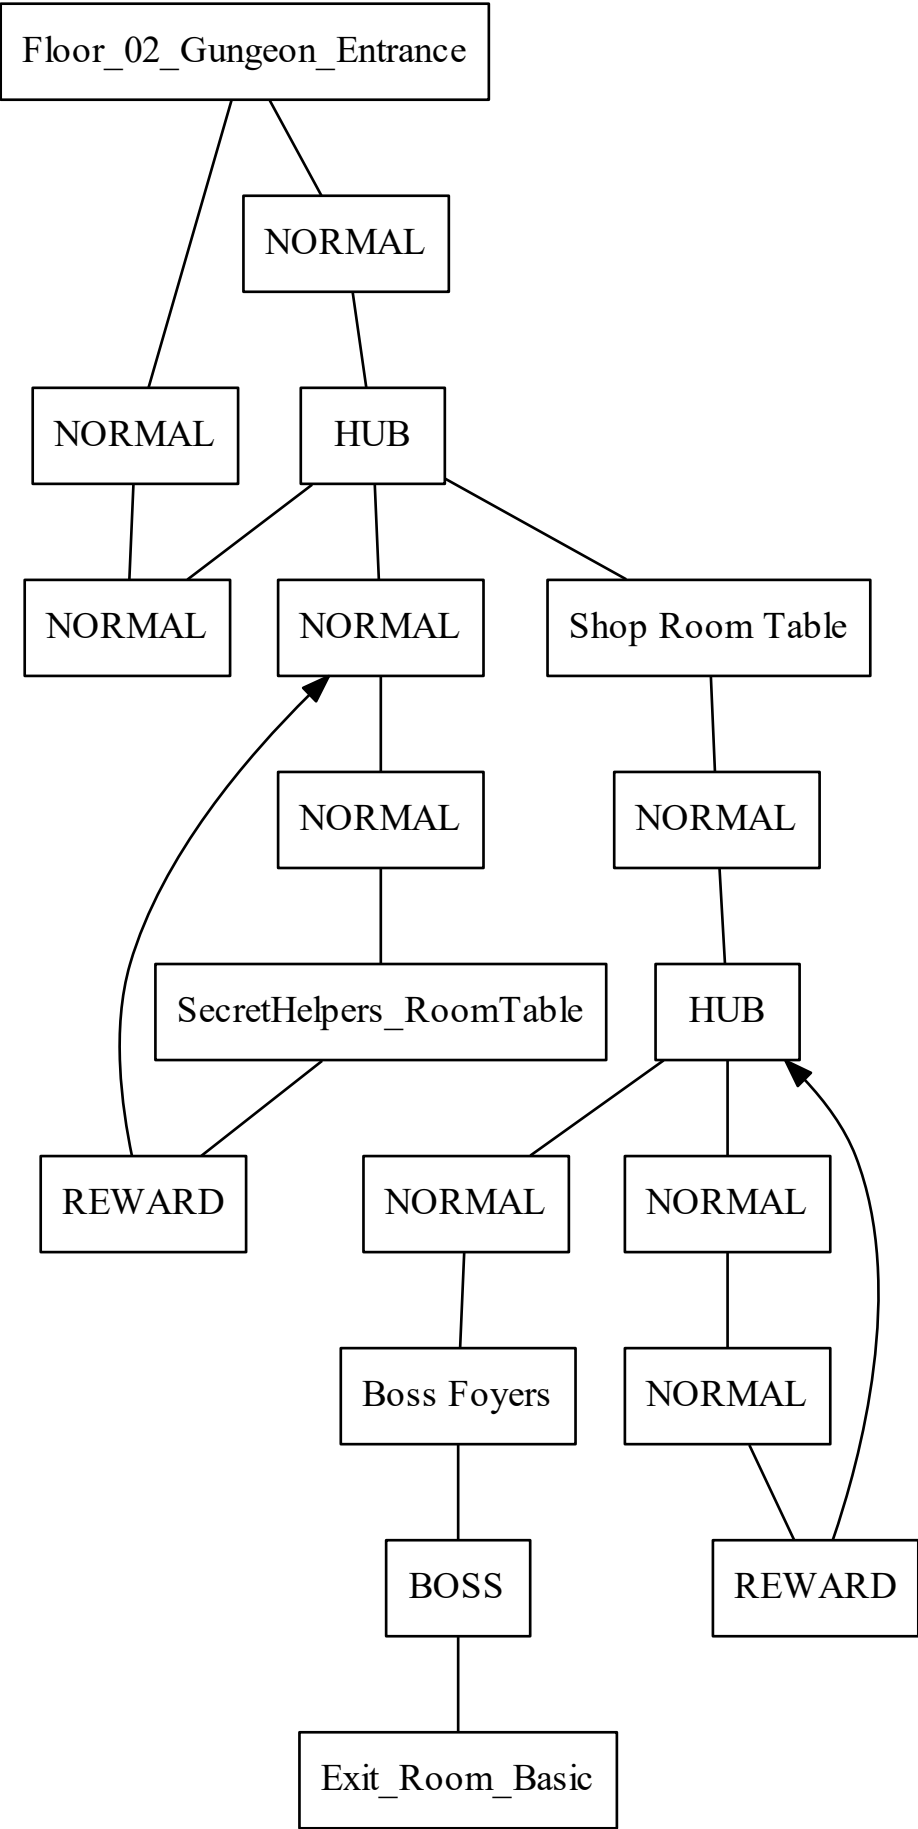 Floor_02_Gungeon_Entrance
NORMAL
NORMAL
HUB
NORMAL
NORMAL
Shop Room Table
NORMAL
NORMAL
SecretHelpers_RoomTable
HUB
REWARD
NORMAL
NORMAL
Boss Foyers
NORMAL
BOSS
REWARD
Exit_Room_Basic